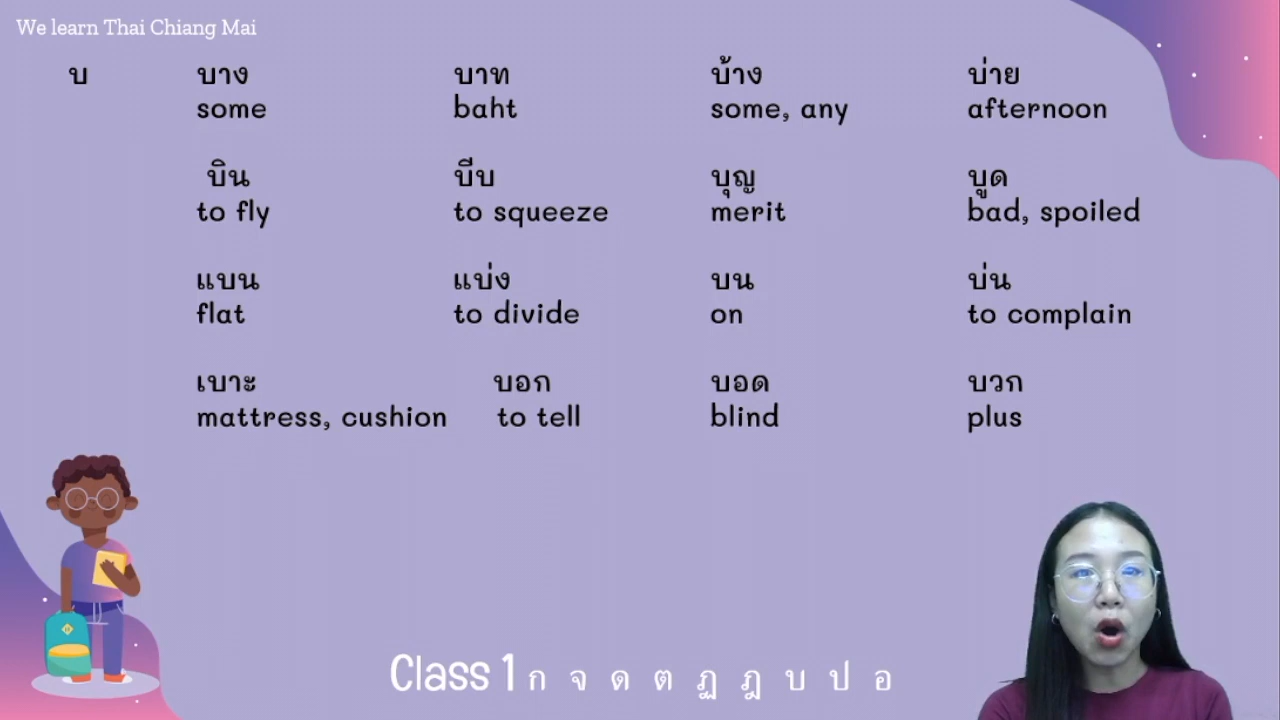 We learn Thai Chiang Mai
บ บาง บาท บ้าง บ่าย
some baht some, any afternoon
บิน บีบ บุญ บูด
to fly to squeeze merit bad, spoiled
แบน แบ่ง บน บ่น
flat to divide on to complain
เบาะ บอก บอด บวก
mattress, cushion to tell blind plus
Class 1 ก จ ด ต ฏ ฎ บ ป อ